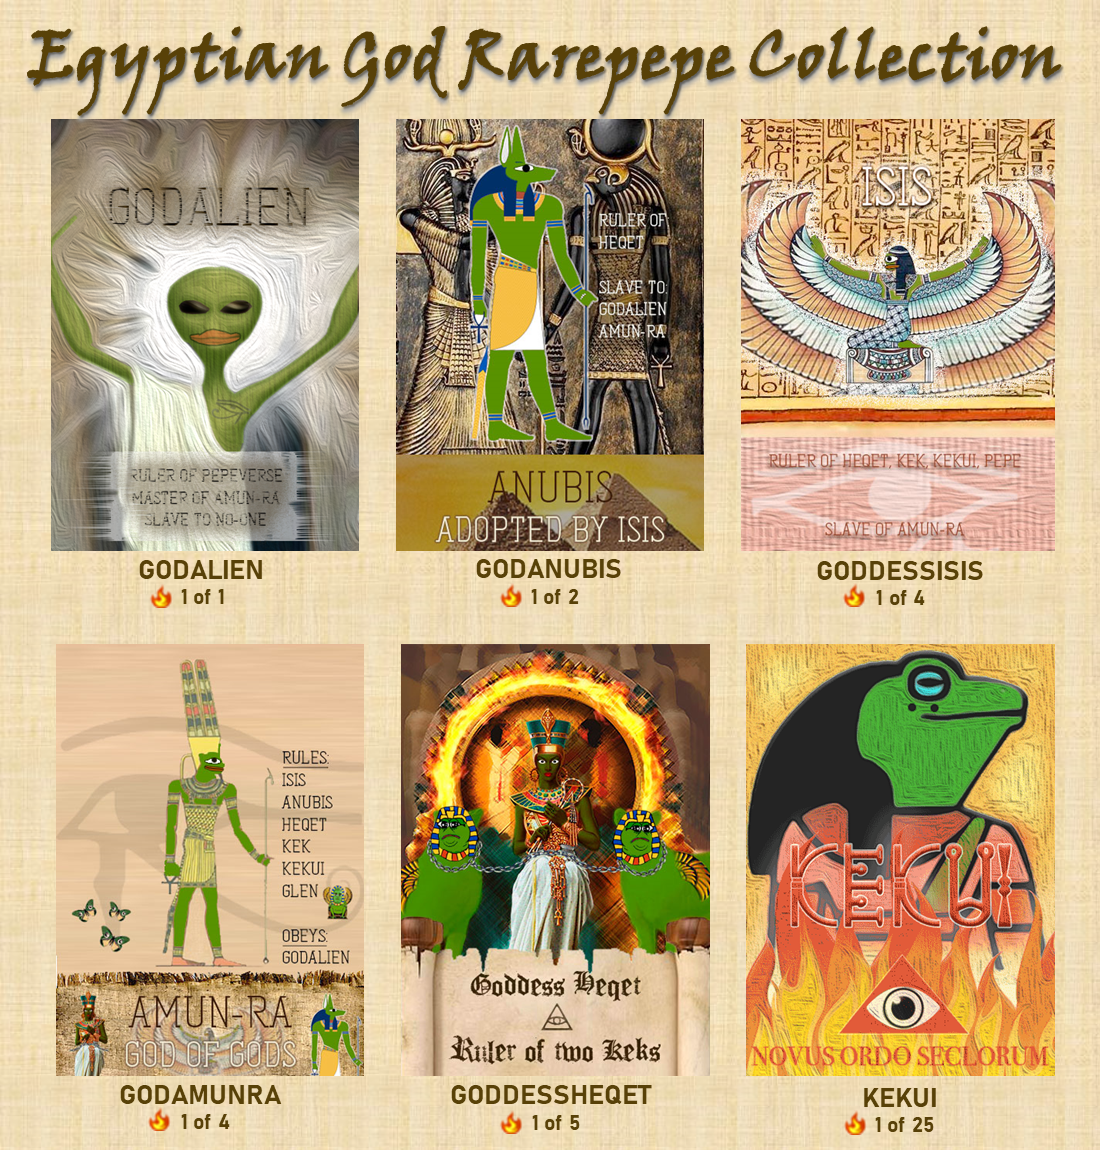 Egyptian God Rarepepe Collection
GODALIEN
RULER OF PEPEVERSE
MASTER OF AMUN-RA
SLAVE TO NO-ONE
GODALIEN
1 of 1
RULER OF
HEQET
SLAVE TO
GODALIEN
AMUN-RA
ANUBIS
ADOPTED BY ISIS
GODANUBIS
1 of 2
ISIS
RULER OF HEQET, KEK, KEKUI, PEPE
SLAVE OF AMUN-RA
GODDESSISIS
1 of 4
RULES:
ISIS
ANUBIS
HEQET
KEK
KEKUI
GLEN
OBEYS:
GODALIEN
AMUN-RA
GOD OF GODS
GODAMUNRA
1 of 4
Goddess Heqet
Ruler of two Keks
GODDESSHEQET
1 of 5
KEKUI
NOVUS ORDO SECLORUM
KEKUI
1 of 25